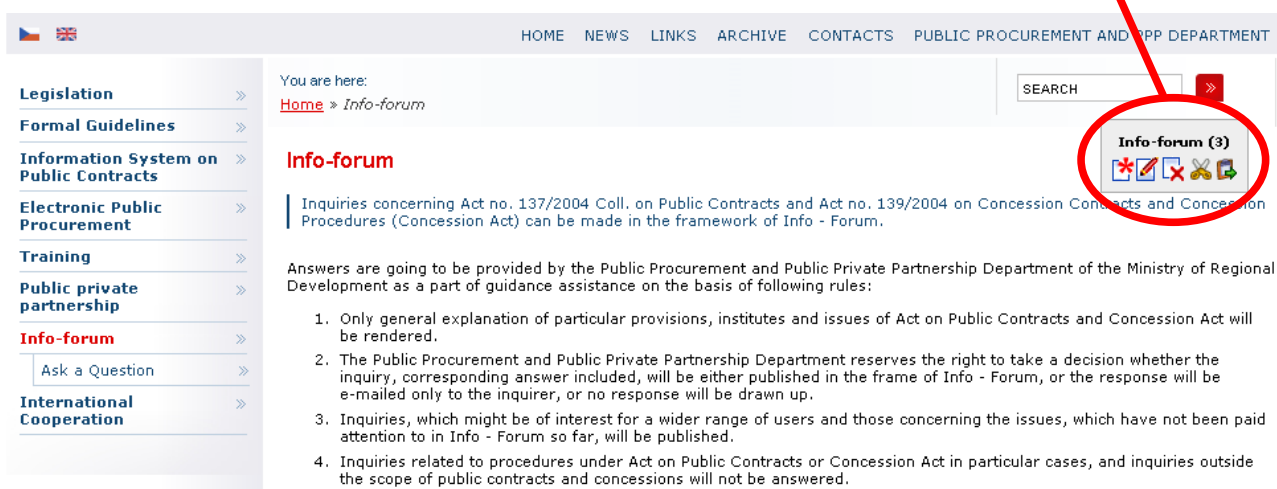 HOME NEWS LINKS ARCHIVE CONTACTS PUBLIC PROCUREMENT AND PPP DEPARTMENT
Legislation
Formal Guidelines
Information System on
Public Contracts
Electronic Public
Procurement
Training
Public private
partnership
Info-forum
Ask a Question
International
Cooperation
You are here:
Home » Info-forum
SEARCH
Info-forum (3)
Info-forum
Inquiries concerning Act no. 137/2004 Coll. on Public Contracts and Act no. 139/2004 on Concession Contracts and Concession
Procedures (Concession Act) can be made in the framework of Info - Forum.
Answers are going to be provided by the Public Procurement and Public Private Partnership Department of the Ministry of Regional
Development as a part of guidance assistance on the basis of following rules:
1. Only general explanation of particular provisions, institutes and issues of Act on Public Contracts and Concession Act will
be rendered.
2. The Public Procurement and Public Private Partnership Department reserves the right to take a decision whether the
inquiry, corresponding answer included, will be either published in the frame of Info - Forum, or the response will be
e-mailed only to the inquirer, or no response will be drawn up.
3. Inquiries, which might be of interest for a wider range of users and those concerning the issues, which have not been paid
attention to in Info - Forum so far, will be published.
4. Inquiries related to procedures under Act on Public Contracts or Concession Act in particular cases, and inquiries outside
the scope of public contracts and concessions will not be answered.